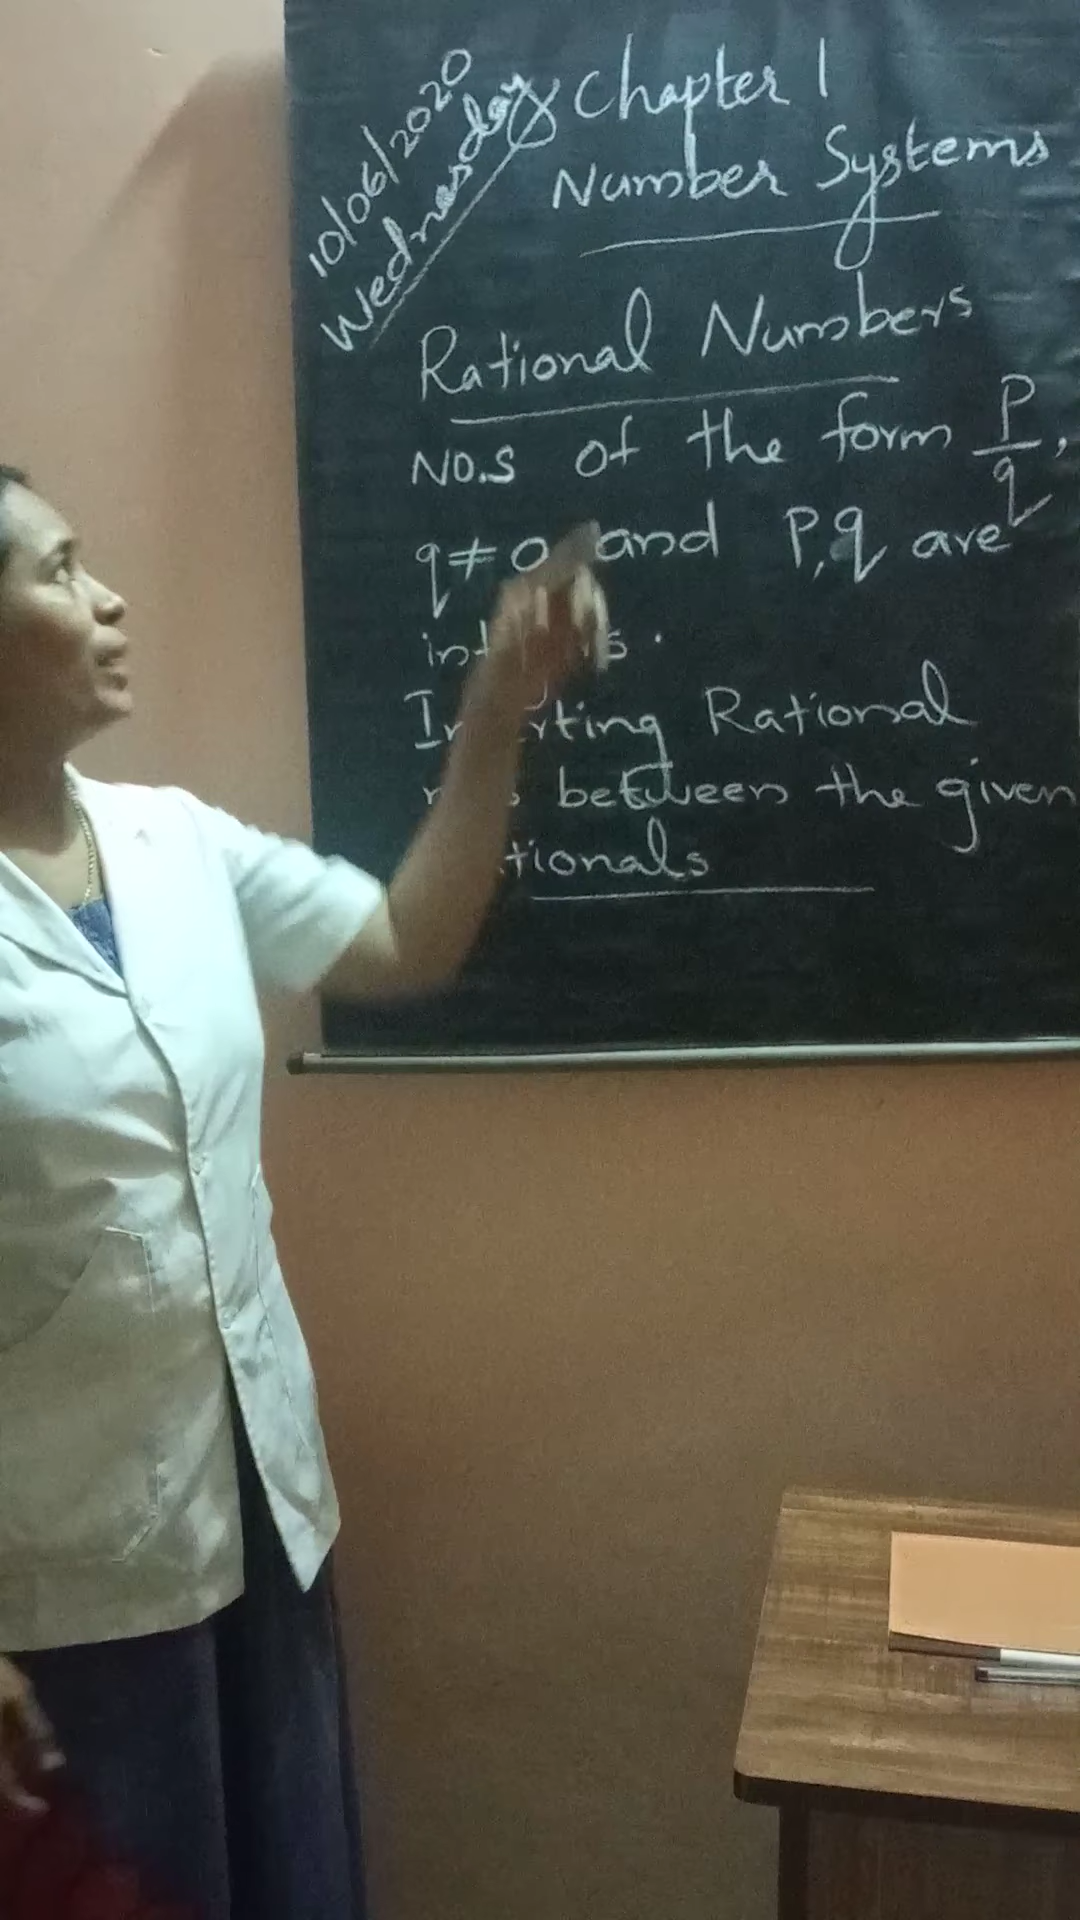 10/06/2020
Wednesday
Chapter 1
Number Systems
Rational Numbers
NO.S of the form P/q,
q≠0 and P,q are
Rational
between the given